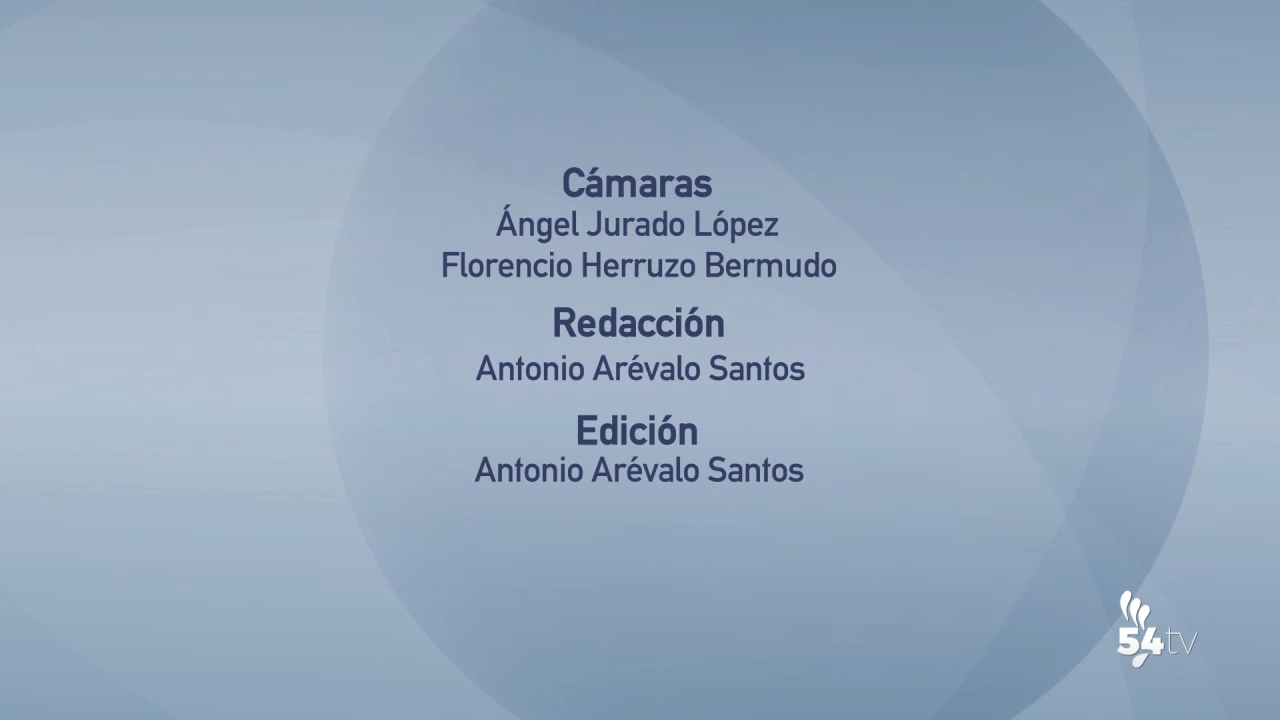 Cámaras
Ángel Jurado López
Florencio Herruzo Bermudo
Redacción
Antonio Arévalo Santos
Edición
Antonio Arévalo Santos
54tv